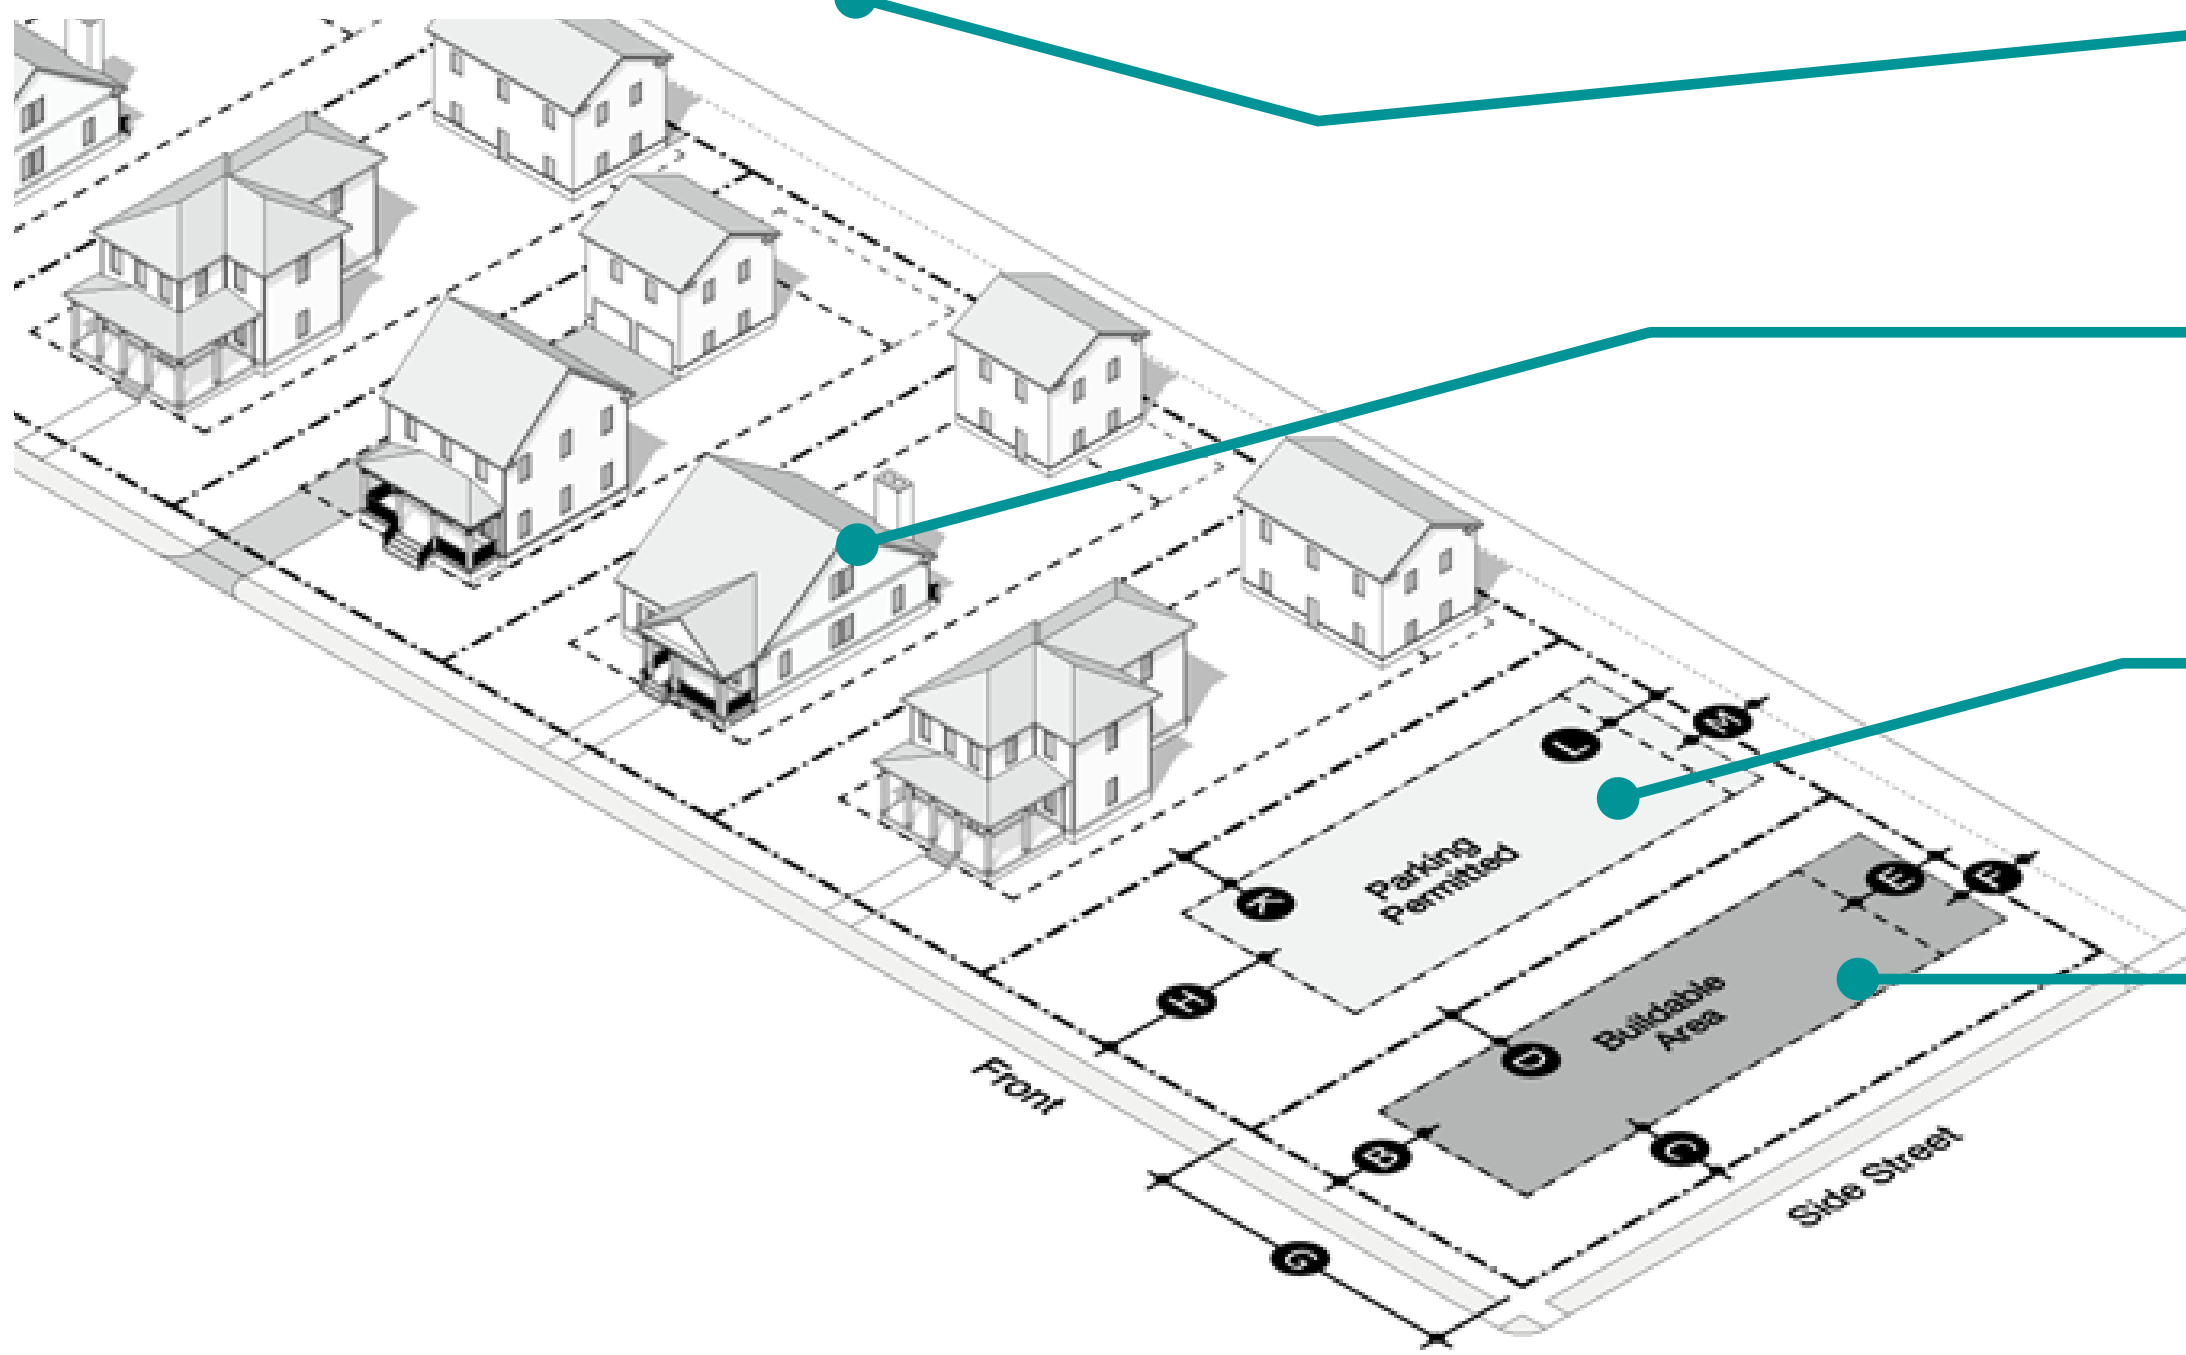 M
L
Parking
Permitted
K
E
F
H
Buildable
Area
D
Front
B
C
Side Street
G